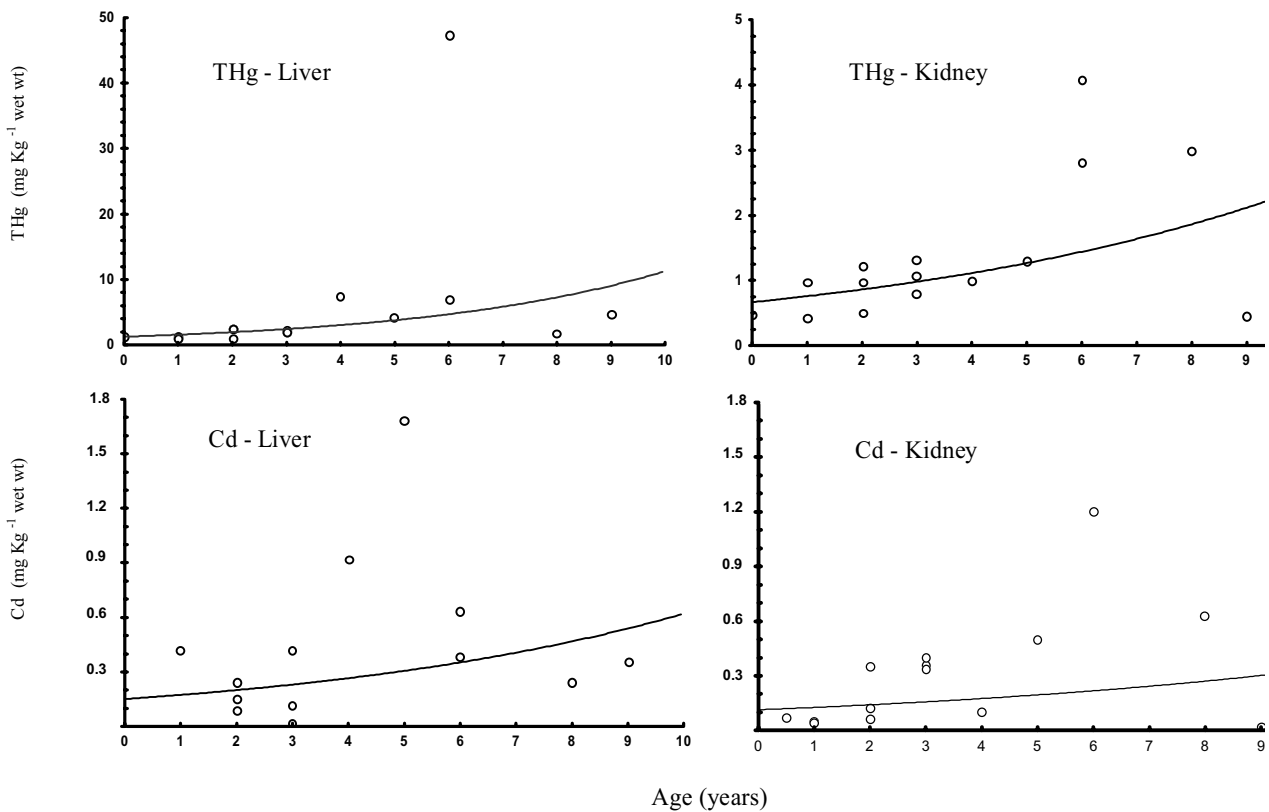 THg - Liver
THg (mg Kg⁻¹ wet wt)
50
40
30
20
10
0
0 1 2 3 4 5 6 7 8 9 10
THg - Kidney
5
4
3
2
1
0
0 1 2 3 4 5 6 7 8 9
Cd - Liver
Cd (mg Kg⁻¹ wet wt)
1.8
1.5
1.2
0.9
0.6
0.3
0 1 2 3 4 5 6 7 8 9 10
Cd - Kidney
1.8
1.5
1.2
0.9
0.6
0.3
0 1 2 3 4 5 6 7 8 9
Age (years)